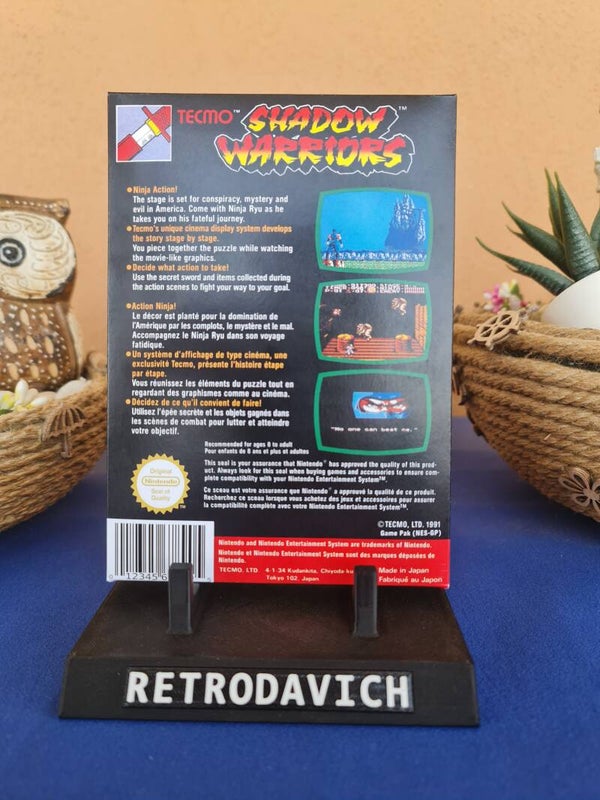 TECMO™ SHADOW WARRIORS™
● Ninja Action!
The stage is set for conspiracy, mystery and
evil in America. Come with Ninja Ryu as he
takes you on his fateful journey.
● Tecmo's unique cinema display system develops
the story stage by stage.
You piece together the puzzle while watching
the movie-like graphics.
● Decide what action to take!
Use the secret sword and items collected during
the action scenes to fight your way to your goal.
● Action Ninja!
Le décor est planté pour la domination de
l'Amérique par les complots, le mystère et le mal.
Accompagnez le Ninja Ryu dans son voyage
fatidique.
● Un système d'affichage de type cinéma, une
exclusivité Tecmo, présente l'histoire étape
par étape.
Vous réunissez les éléments du puzzle tout en
regardant des graphismes comme au cinéma.
● Décidez de ce qu'il convient de faire!
Utilisez l'épée secrète et les objets gagnés dans
les scènes de combat pour lutter et atteindre
votre objectif.
"No one can beat me."
Recommended for ages 8 to adult
Pour enfants de 8 ans et plus et adultes
Original
Nintendo
Seal of
Quality
This seal is your assurance that Nintendo® has approved the quality of this prod-
uct. Always look for this seal when buying games and accessories to ensure com-
plete compatibility with your Nintendo Entertainment System™.
Ce sceau est votre assurance que Nintendo® a approuvé la qualité de ce produit.
Recherchez ce sceau lorsque vous achetez des jeux et accessoires pour assurer
la compatibilité complète avec votre Nintendo Entertainment System™.
© TECMO, LTD. 1991
Game Pak (NES-GP)
Nintendo and Nintendo Entertainment System are trademarks of Nintendo.
Nintendo et Nintendo Entertainment System sont des marques déposées de
Nintendo.
TECMO. LTD. 4-1-34 Kudankita, Chiyoda-ku
Tokyo 102. Japan
Made in Japan
Fabriqué au Japon
0 12345 6
RETRODAVICH